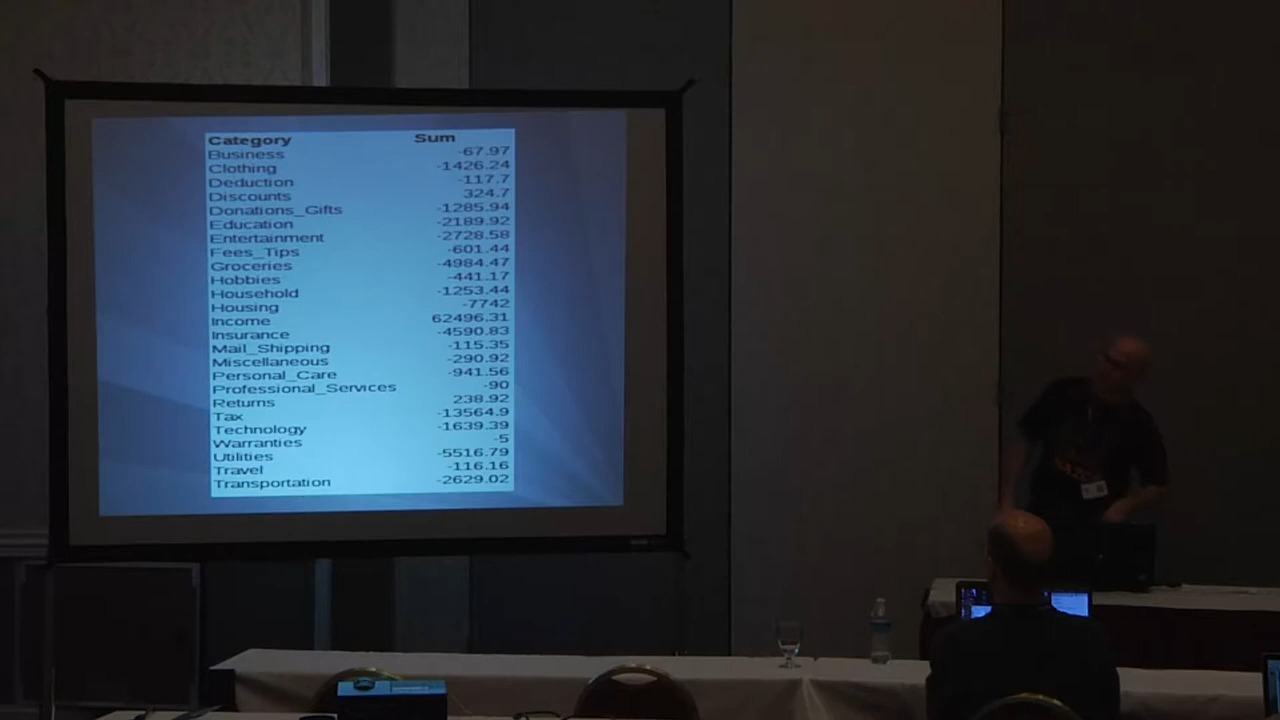 Category Sum
Business -67.97
Clothing -1426.24
Deduction -117.7
Discounts 324.7
Donations_Gifts -1285.94
Education -2189.92
Entertainment -2728.58
Fees_Tips -601.44
Groceries -4984.47
Hobbies -441.17
Household -1253.44
Housing -7742
Income 62496.31
Insurance -4590.83
Mail_Shipping -115.35
Miscellaneous -290.92
Personal_Care -941.56
Professional_Services -90
Returns 238.92
Tax -13564.9
Technology -1639.39
Warranties -5
Utilities -5516.79
Travel -116.16
Transportation -2629.02